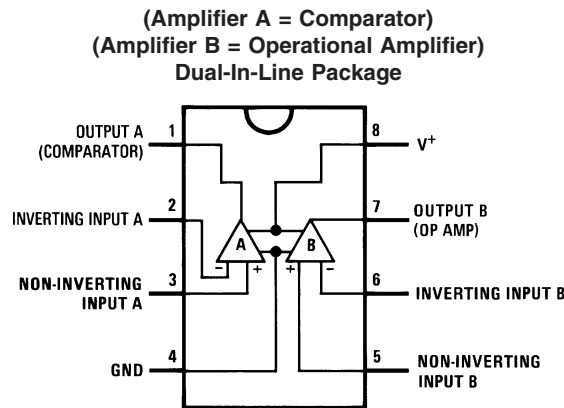 (Amplifier A = Comparator)
(Amplifier B = Operational Amplifier)
Dual-In-Line Package
OUTPUT A
(COMPARATOR)
1
8
V+
INVERTING INPUT A
2
7
OUTPUT B
(OP AMP)
A
B
- +
+ -
NON-INVERTING
INPUT A
3
6
INVERTING INPUT B
GND
4
5
NON-INVERTING
INPUT B